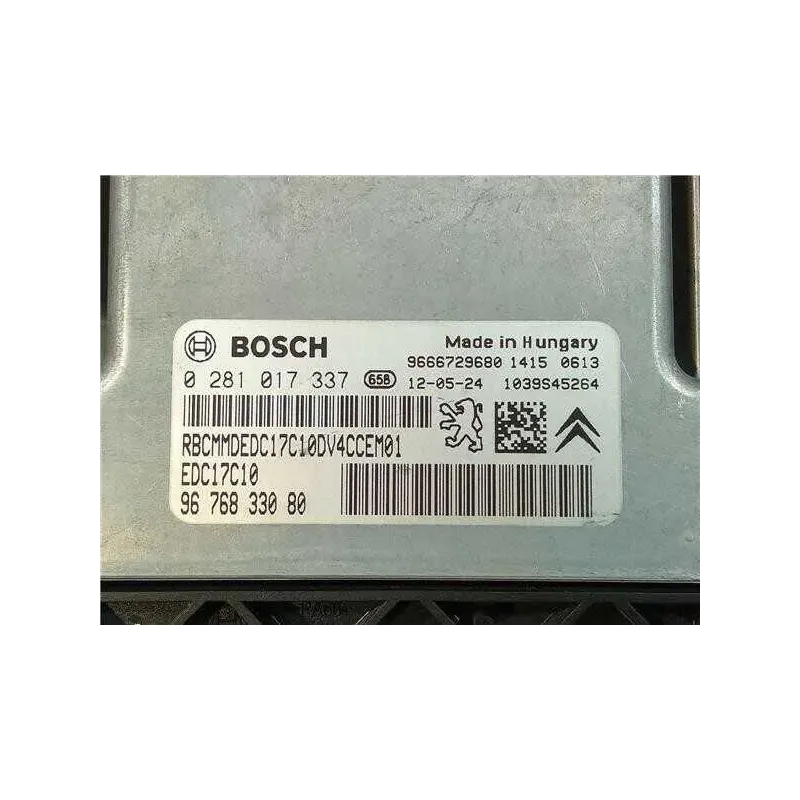 BOSCH Made in Hungary
9666729680 1415 0613
0 281 017 337 658 12-05-24 1039S45264
RBCMMDEDC17C10DV4CCEM01
EDC17C10
96 768 330 80